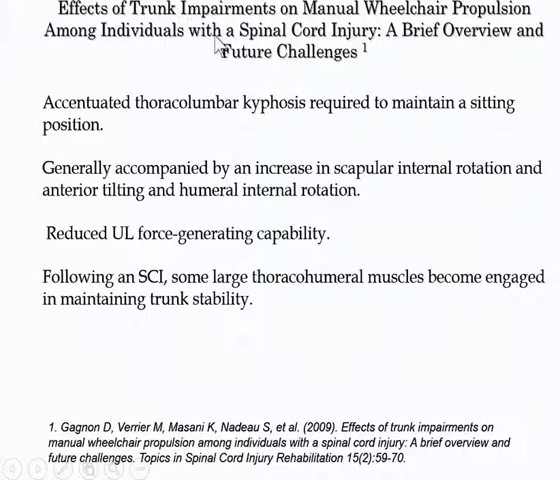 Effects of Trunk Impairments on Manual Wheelchair Propulsion
Among Individuals with a Spinal Cord Injury: A Brief Overview and
Future Challenges 1
Accentuated thoracolumbar kyphosis required to maintain a sitting
position.
Generally accompanied by an increase in scapular internal rotation and
anterior tilting and humeral internal rotation.
Reduced UL force-generating capability.
Following an SCI, some large thoracohumeral muscles become engaged
in maintaining trunk stability.
1. Gagnon D, Verrier M, Masani K, Nadeau S, et al. (2009). Effects of trunk impairments on
manual wheelchair propulsion among individuals with a spinal cord injury: A brief overview and
future challenges. Topics in Spinal Cord Injury Rehabilitation 15(2):59-70.